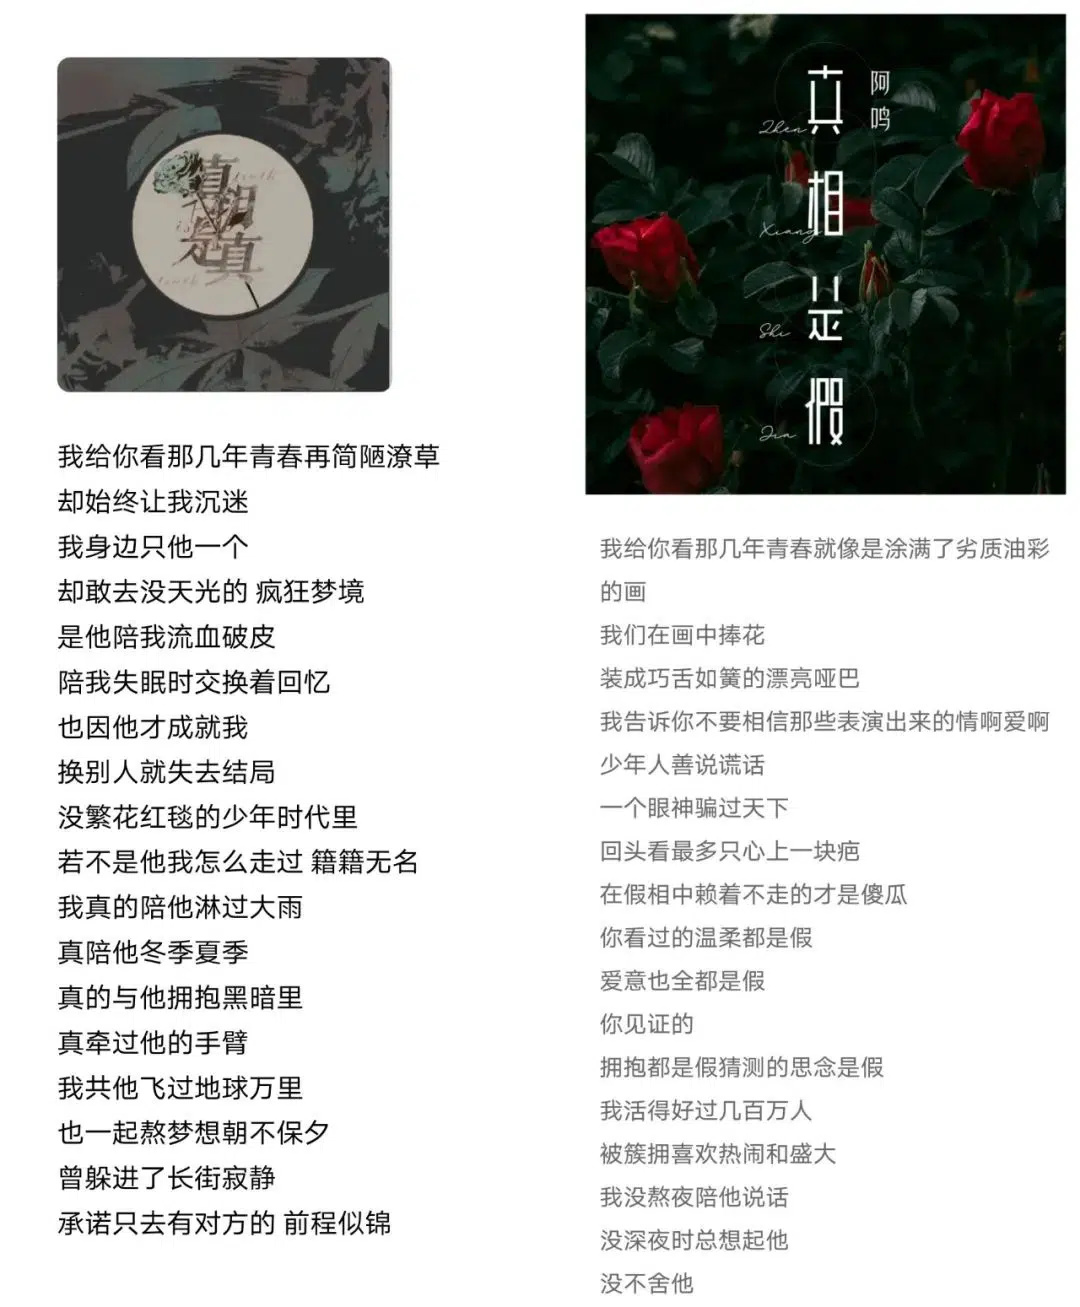 真相是真
truth
is
truth
我给你看那几年青春再简陋潦草
却始终让我沉迷
我身边只他一个
却敢去没天光的 疯狂梦境
是他陪我流血破皮
陪我失眠时交换着回忆
也因他才成就我
换别人就失去结局
没繁花红毯的少年时代里
若不是他我怎么走过 籍籍无名
我真的陪他淋过大雨
真陪他冬季夏季
真的与他拥抱黑暗里
真牵过他的手臂
我共他飞过地球万里
也一起熬梦想朝不保夕
曾躲进了长街寂静
承诺只去有对方的 前程似锦
真相是假
阿鸣
Zhen
Xiang
Shi
Jia
我给你看那几年青春就像是涂满了劣质油彩
的画
我们在画中捧花
装成巧舌如簧的漂亮哑巴
我告诉你不要相信那些表演出来的情啊爱啊
少年人善说谎话
一个眼神骗过天下
回头看最多只心上一块疤
在假相中赖着不走的才是傻瓜
你看过的温柔都是假
爱意也全都是假
你见证的
拥抱都是假猜测的思念是假
我活得好过几百万人
被簇拥喜欢热闹和盛大
我没熬夜陪他说话
没深夜时总想起他
没不舍他